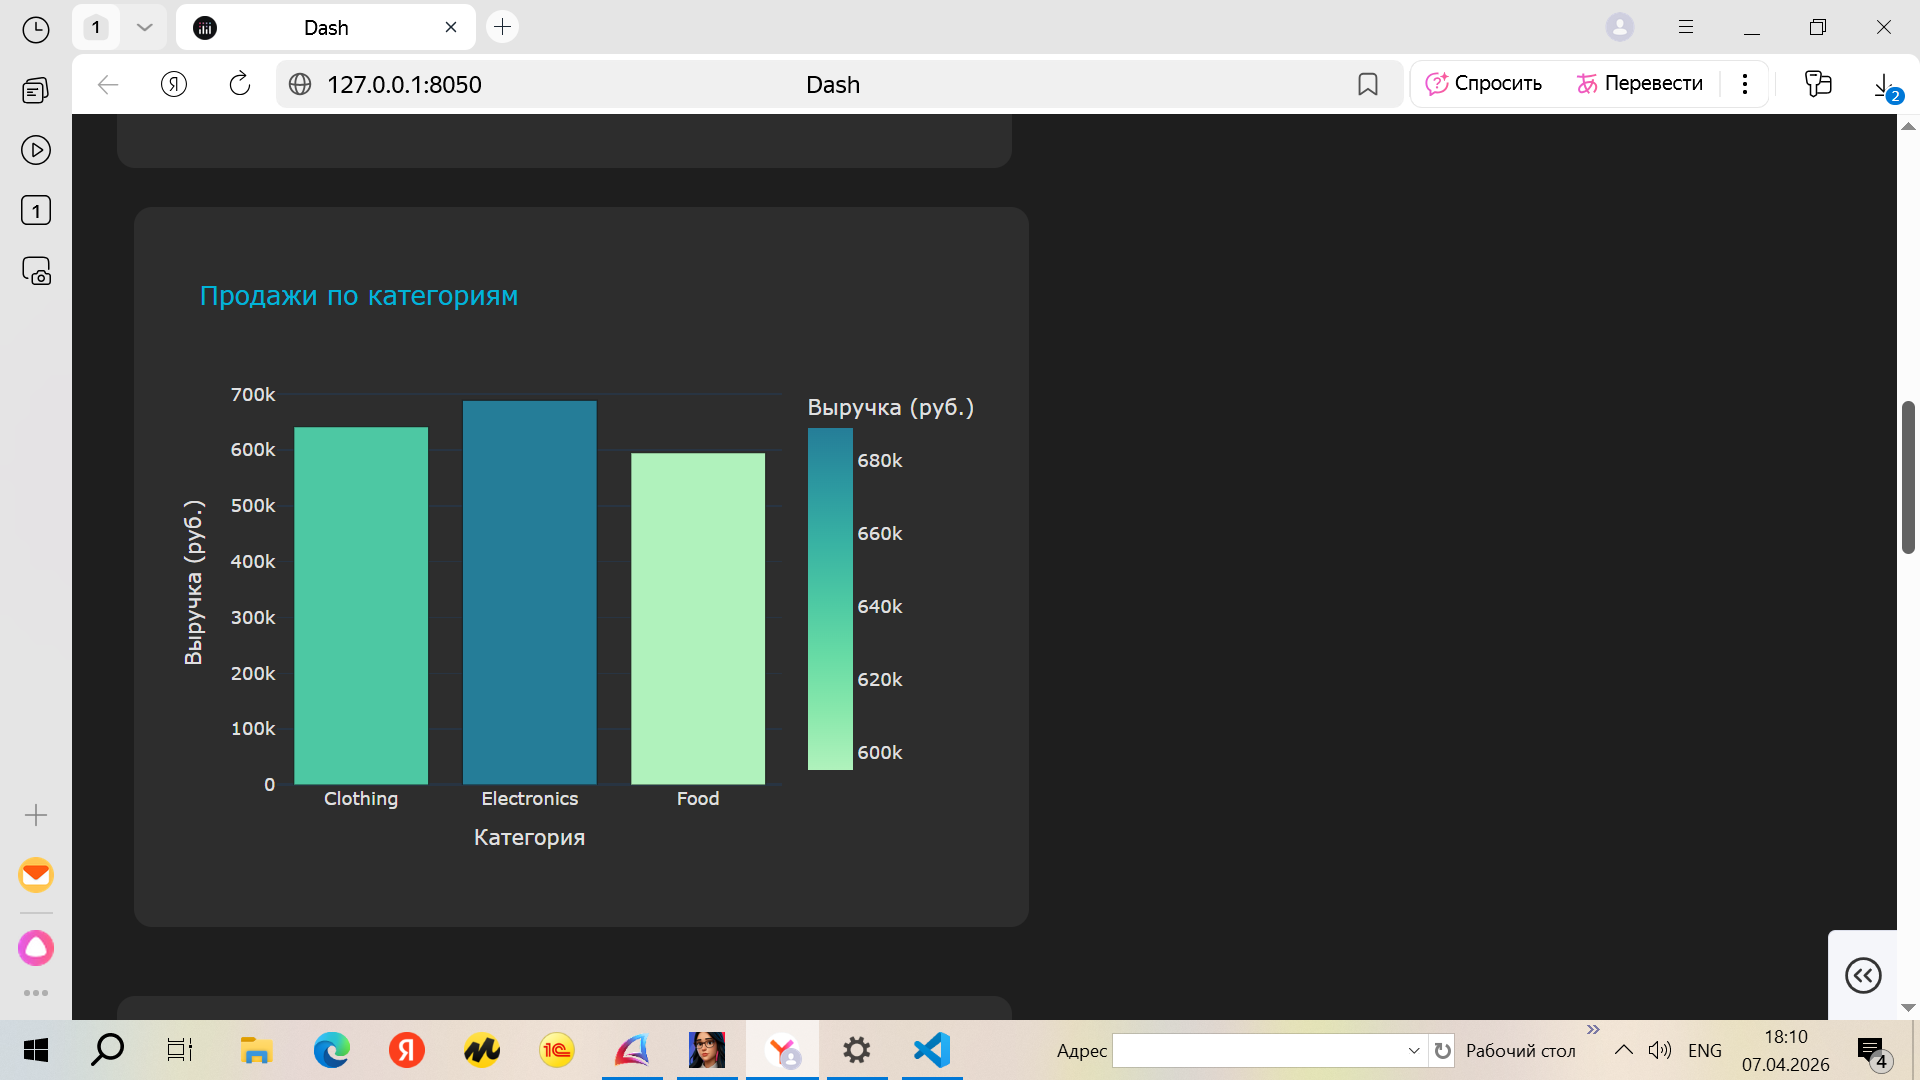 1
Dash
127.0.0.1:8050
Dash
Спросить
Перевести
2
1
Продажи по категориям
Выручка (руб.)
700k
600k
500k
400k
300k
200k
100k
0
Clothing
Electronics
Food
Категория
Выручка (руб.)
680k
660k
640k
620k
600k
Адрес
Рабочий стол
ENG
18:10
07.04.2026
4